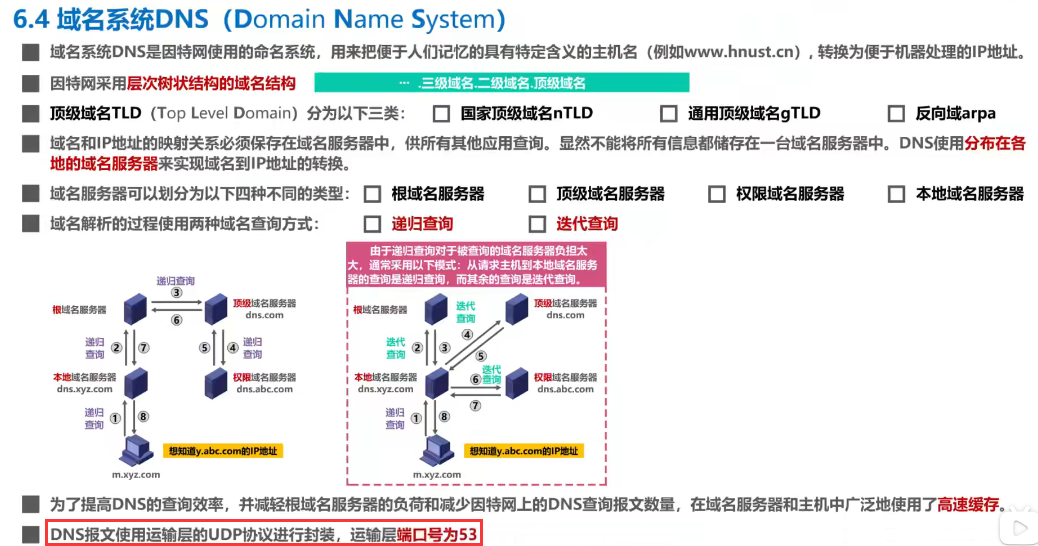 6.4 域名系统DNS（Domain Name System）
域名系统DNS是因特网使用的命名系统，用来把便于人们记忆的具有特定含义的主机名（例如www.hnust.cn），转换为便于机器处理的IP地址。
因特网采用层次树状结构的域名结构
… .三级域名.二级域名.顶级域名
顶级域名TLD（Top Level Domain）分为以下三类： 国家顶级域名nTLD 通用顶级域名gTLD 反向域arpa
域名和IP地址的映射关系必须保存在域名服务器中，供所有其他应用查询。显然不能将所有信息都储存在一台域名服务器中。DNS使用分布在各
地的域名服务器来实现域名到IP地址的转换。
域名服务器可以划分为以下四种不同的类型： 根域名服务器 顶级域名服务器 权限域名服务器 本地域名服务器
域名解析的过程使用两种域名查询方式： 递归查询 迭代查询
递归查询
③
根域名服务器
顶级域名服务器
dns.com
⑥
递归
查询
②
⑦
⑤
④
递归
查询
本地域名服务器
dns.xyz.com
权限域名服务器
dns.abc.com
递归
查询
①
⑧
想知道y.abc.com的IP地址
m.xyz.com
由于递归查询对于被查询的域名服务器负担太
大，通常采用以下模式：从请求主机到本地域名服务
器的查询是递归查询，而其余的查询是迭代查询。
根域名服务器
迭代
查询
顶级域名服务器
dns.com
④
迭代
查询
②
③
⑤
本地域名服务器
dns.xyz.com
迭代
查询
⑥
权限域名服务器
dns.abc.com
⑦
递归
查询
①
⑧
想知道y.abc.com的IP地址
m.xyz.com
为了提高DNS的查询效率，并减轻根域名服务器的负荷和减少因特网上的DNS查询报文数量，在域名服务器和主机中广泛地使用了高速缓存。
DNS报文使用运输层的UDP协议进行封装，运输层端口号为53